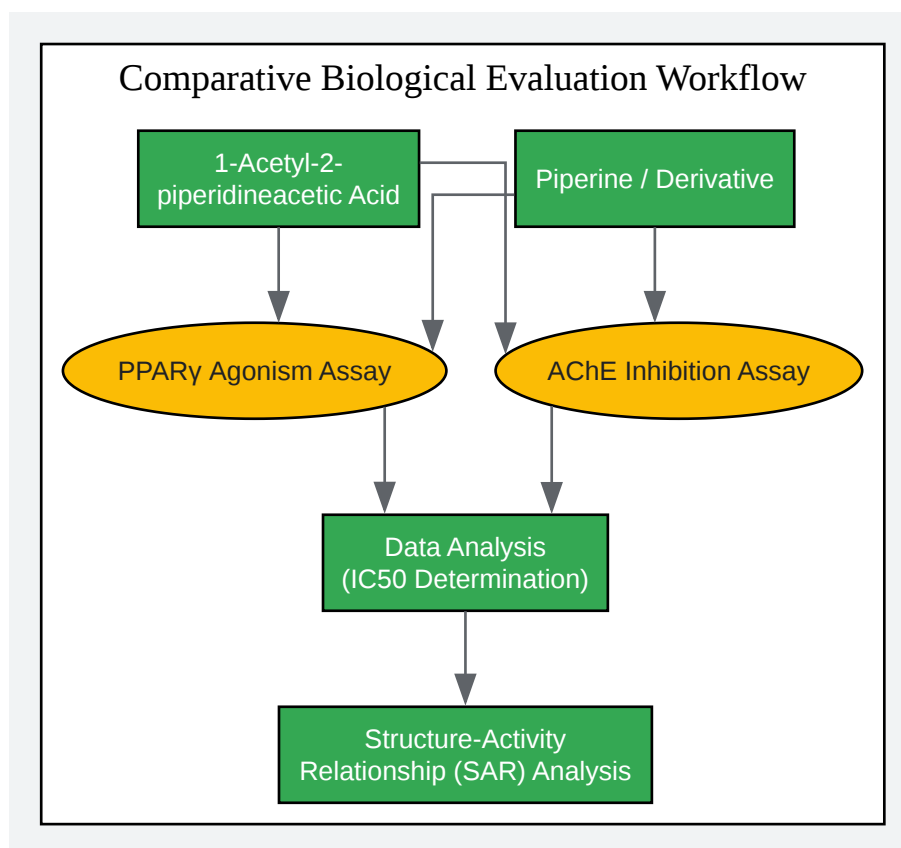 Comparative Biological Evaluation Workflow
1-Acetyl-2-
piperidineacetic Acid
Piperine / Derivative
PPARγ Agonism Assay
AChE Inhibition Assay
Data Analysis
(IC50 Determination)
Structure-Activity
Relationship (SAR) Analysis